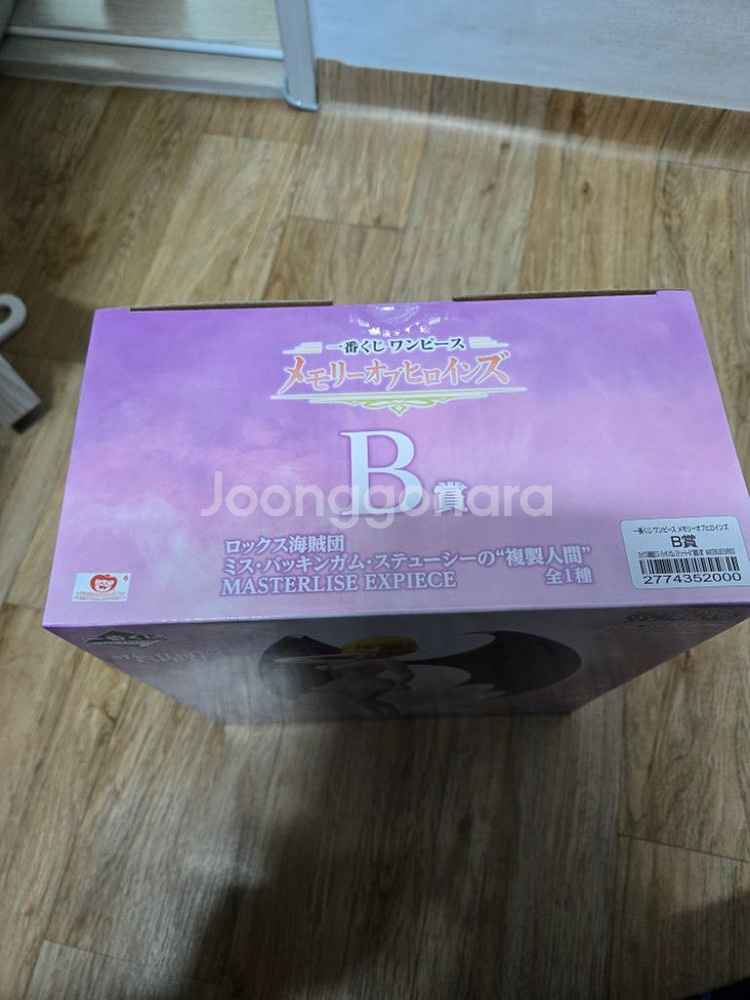 一番くじ ワンピース
メモリーオブヒロインズ
B賞
Joonggonara
ロックス海賊団
ミス・バッキンガム・ステューシーの“複製人間”
MASTERLISE EXPIECE
全1種
一番くじ ワンピース メモリーオブヒロインズ
B賞
2774352000
一番くじ